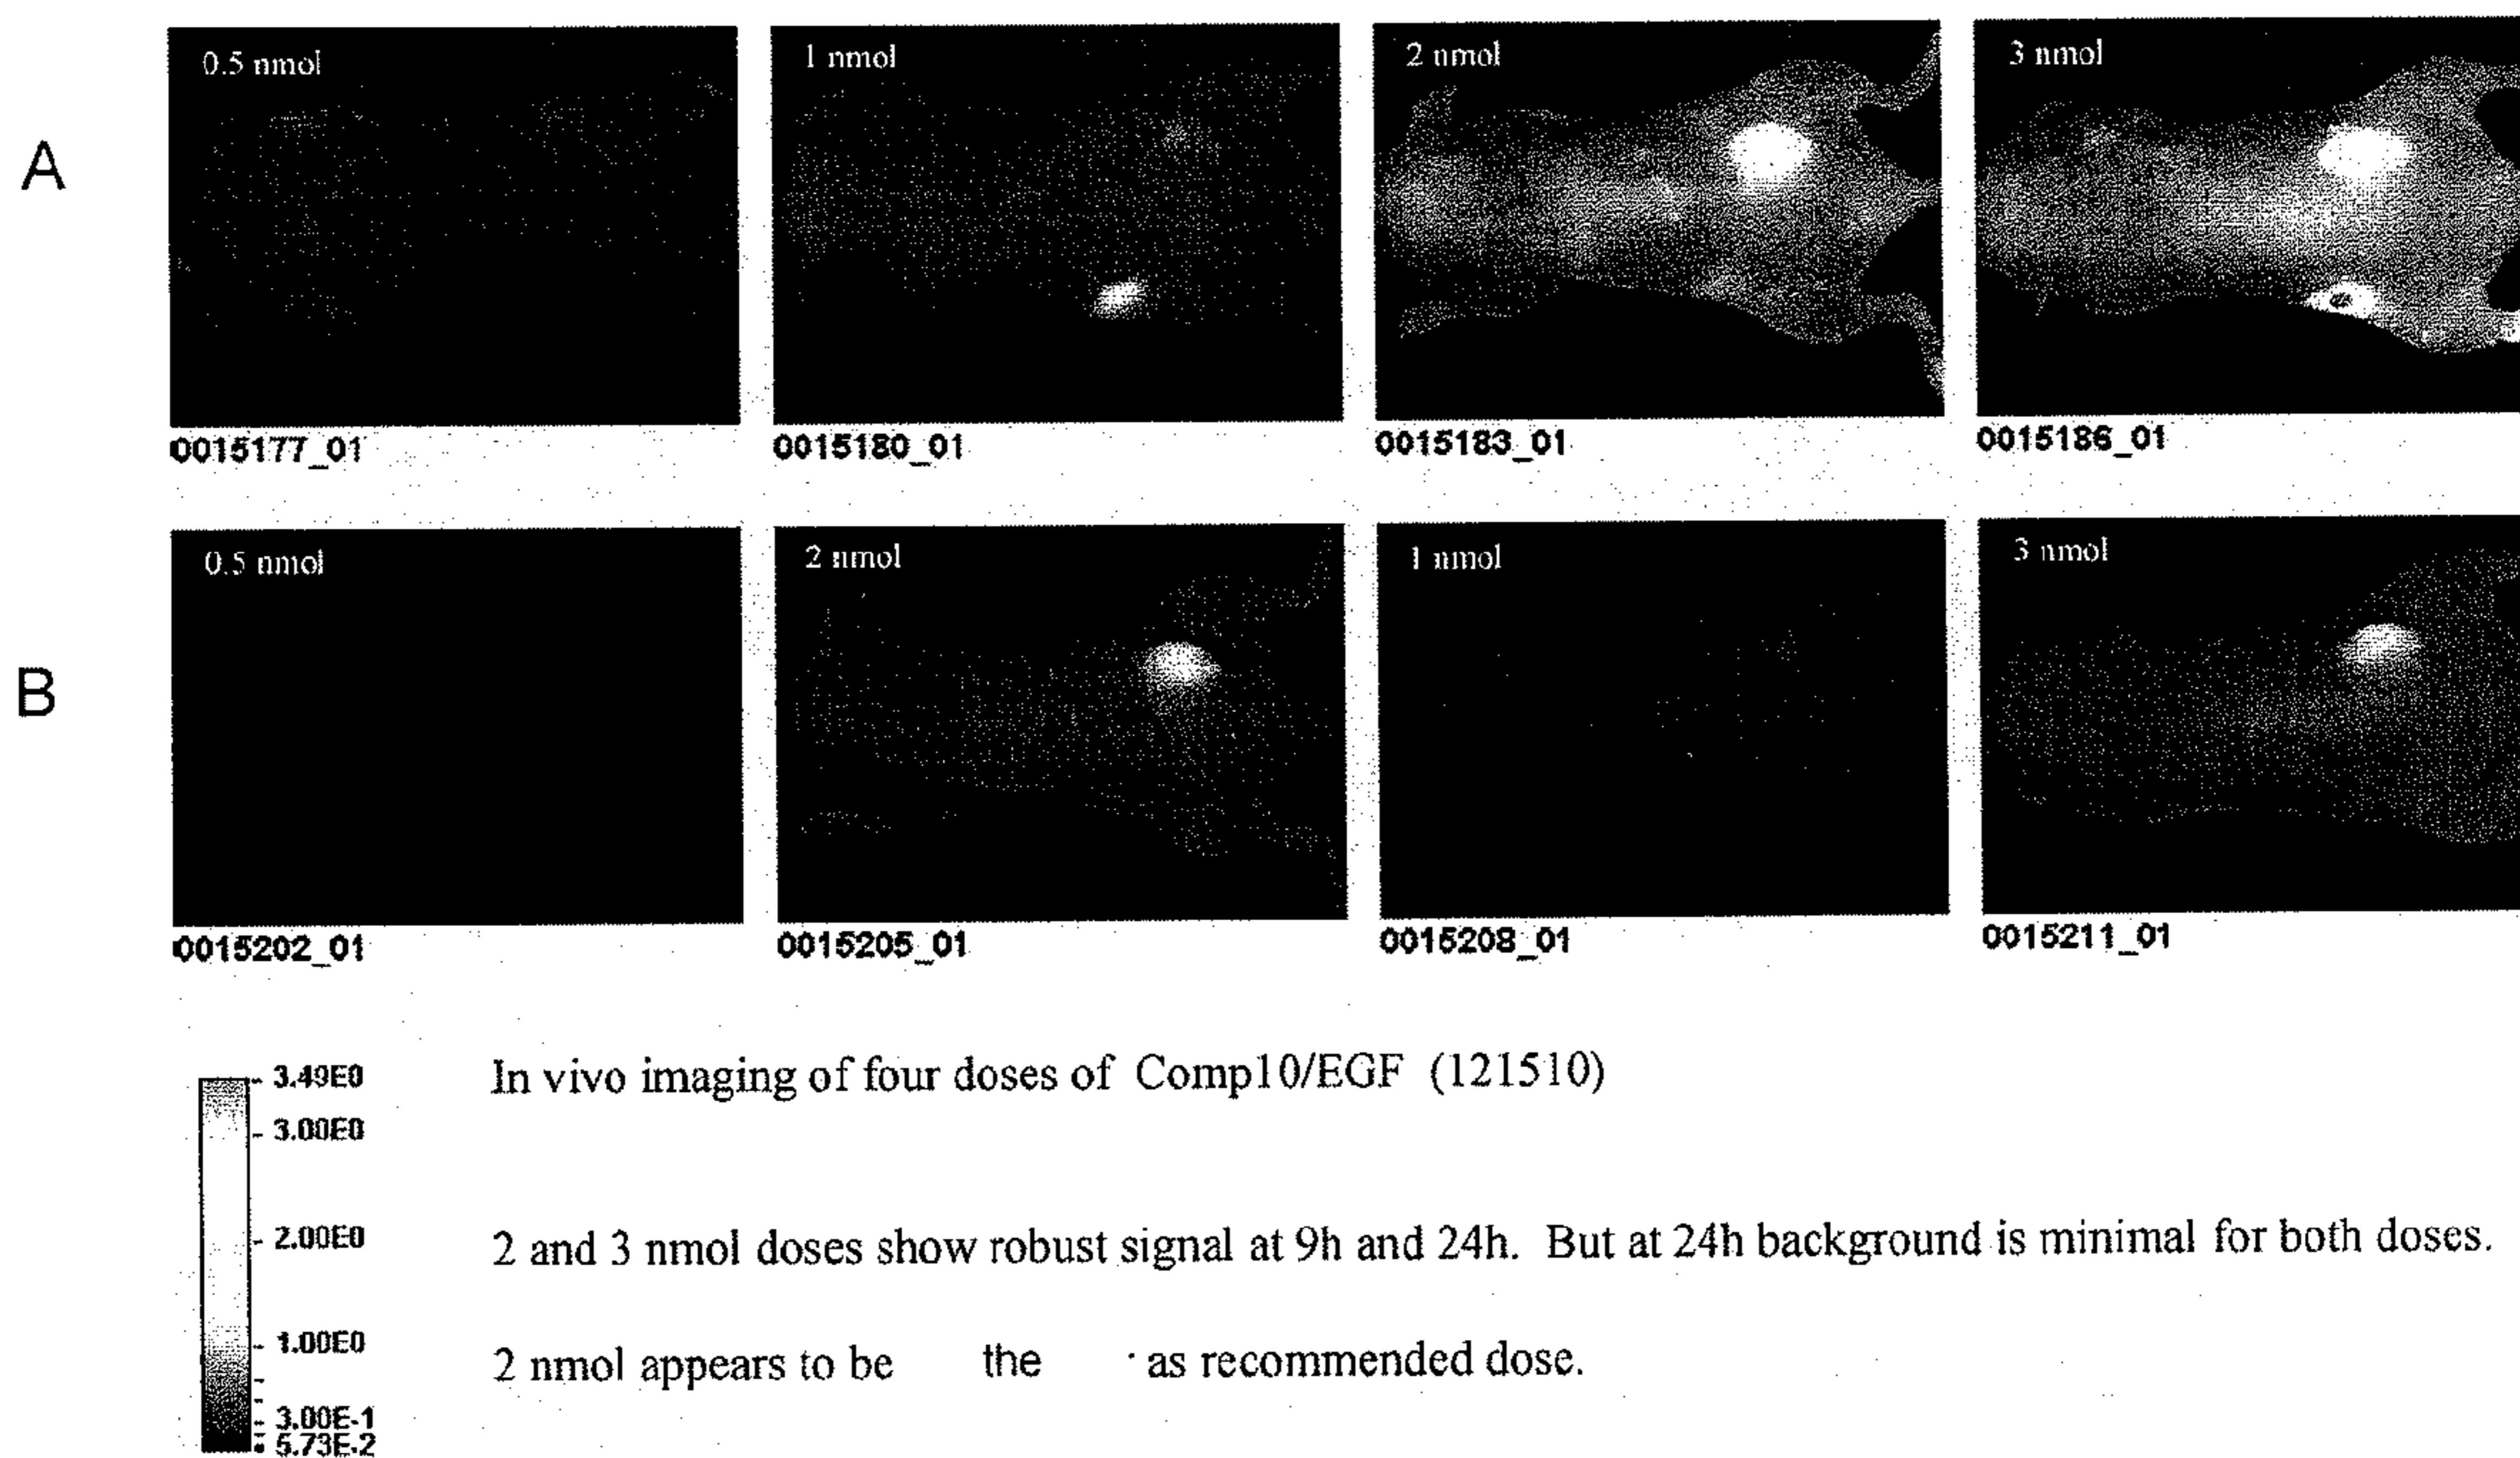 A
0.5 nmol
1 nmol
2 nmol
3 nmol
0015177_01
0015180_01
0015183_01
0015186_01
B
0.5 nmol
2 nmol
1 nmol
3 nmol
0015202_01
0015205_01
0015208_01
0015211_01
3.49E0
3.00E0
2.00E0
1.00E0
3.00E-1
5.73E-2
In vivo imaging of four doses of Comp10/EGF (121510)
2 and 3 nmol doses show robust signal at 9h and 24h. But at 24h background is minimal for both doses.
2 nmol appears to be the as recommended dose.